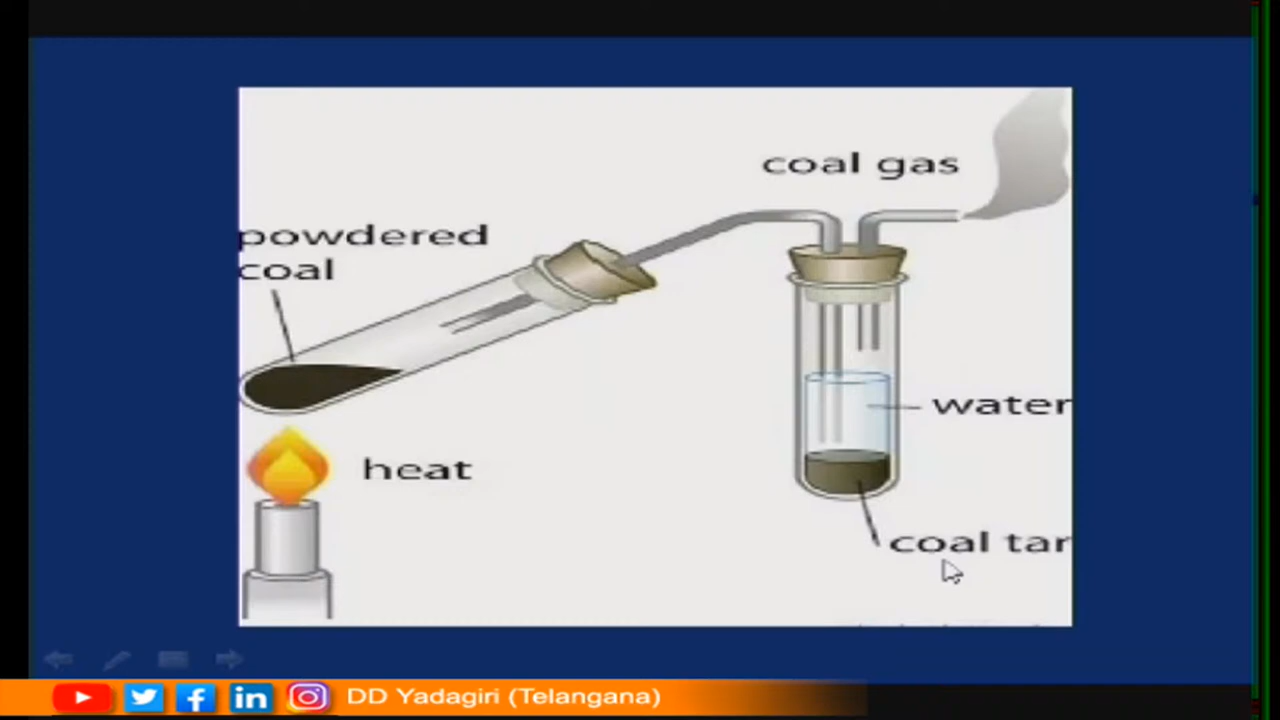 coal gas
powdered
coal
water
heat
coal tar
DD Yadagiri (Telangana)